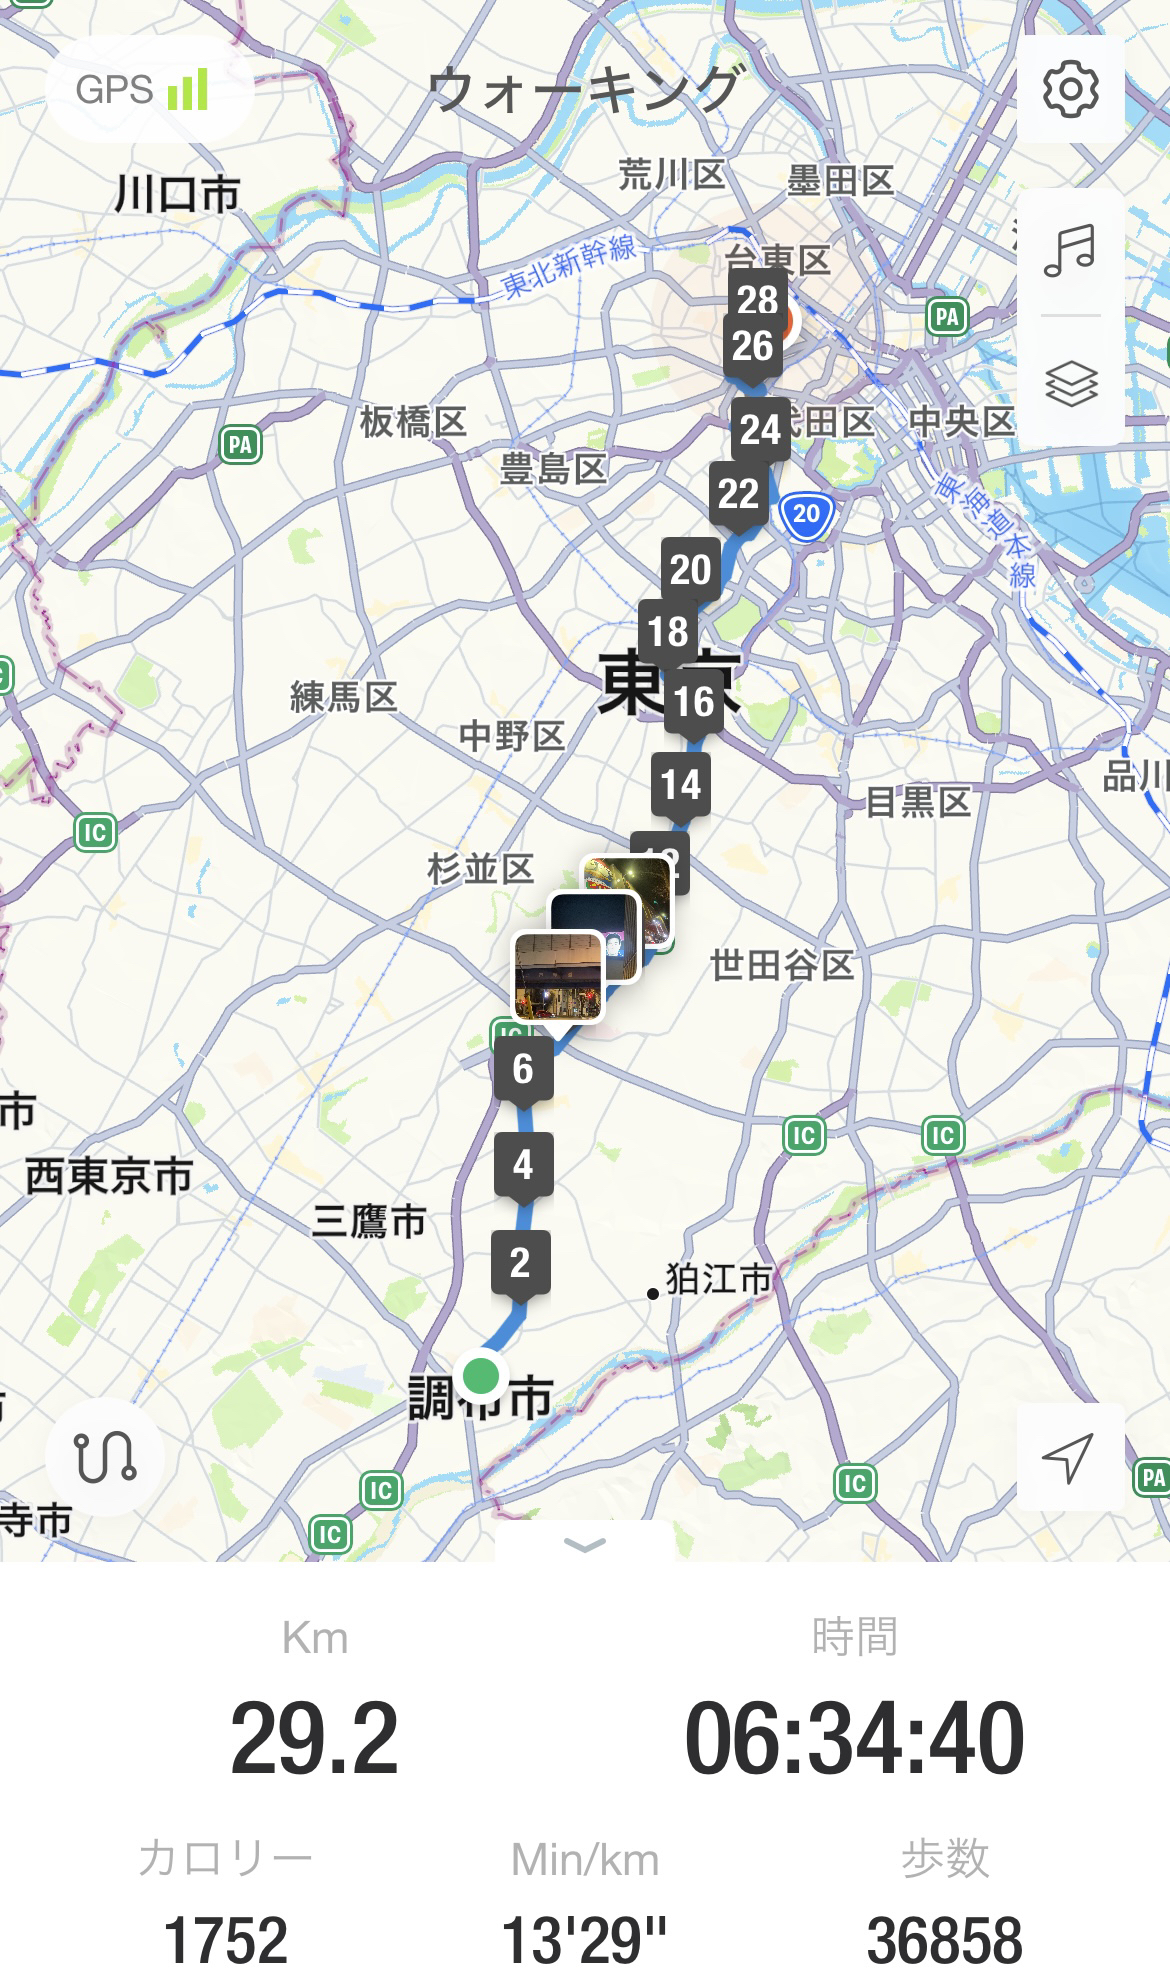 GPS
ウォーキング
荒川区
墨田区
川口市
東北新幹線
台東区
28
PA
26
板橋区
24
代田区
中央区
PA
豊島区
22
20
東海道本線
20
18
東京
16
練馬区
中野区
14
品川
目黒区
IC
12
杉並区
世田谷区
IC
6
市
IC
IC
4
西東京市
三鷹市
2
狛江市
調布市
IC
IC
PA
寺市
IC
Km
時間
29.2
06:34:40
カロリー
Min/km
歩数
1752
13'29"
36858